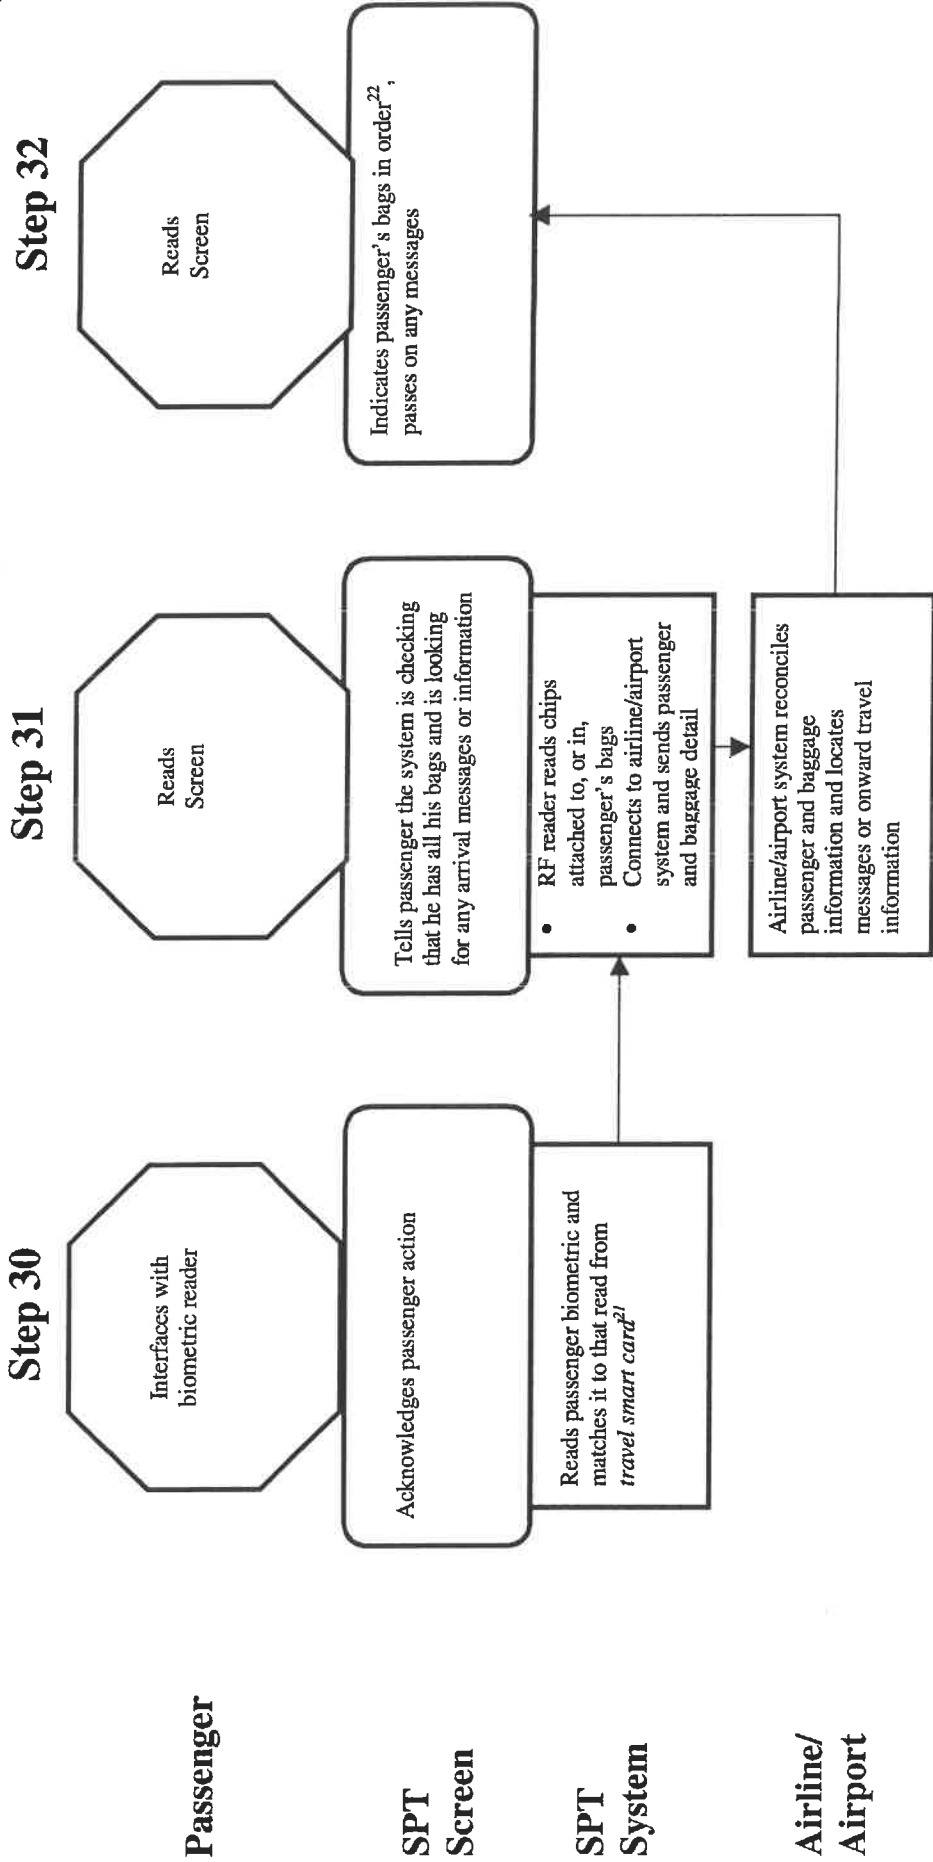 Step 30
Step 31
Step 32
Passenger
Interfaces with
biometric reader
Reads
Screen
Reads
Screen
SPT
Screen
Acknowledges passenger action
Tells passenger the system is checking
that he has all his bags and is looking
for any arrival messages or information
Indicates passenger's bags in order22,
passes on any messages
SPT
System
Reads passenger biometric and
matches it to that read from
travel smart card21
• RF reader reads chips
attached to, or in,
passenger's bags
• Connects to airline/airport
system and sends passenger
and baggage detail
Airline/
Airport
Airline/airport system reconciles
passenger and baggage
information and locates
messages or onward travel
information